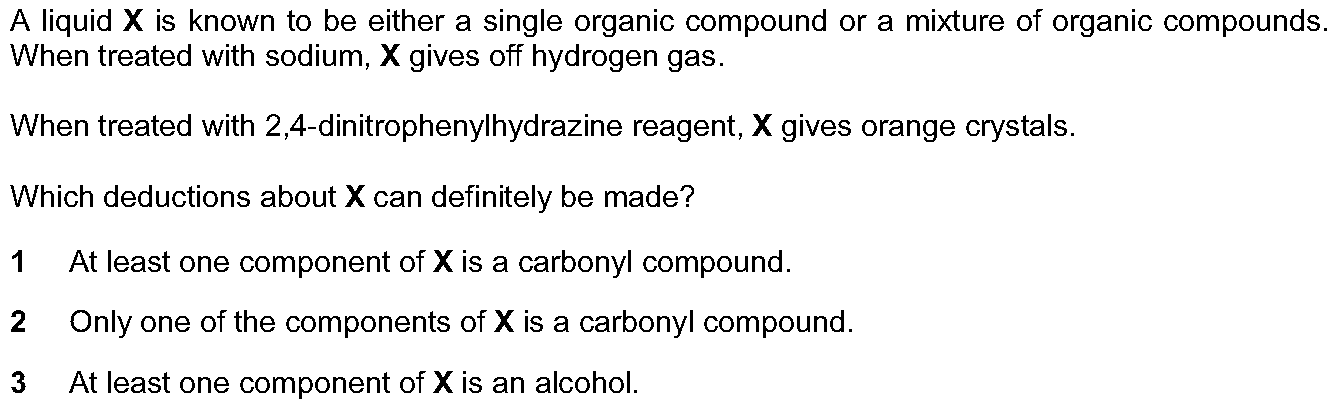 A liquid X is known to be either a single organic compound or a mixture of organic compounds.
When treated with sodium, X gives off hydrogen gas.
When treated with 2,4-dinitrophenylhydrazine reagent, X gives orange crystals.
Which deductions about X can definitely be made?
1 At least one component of X is a carbonyl compound.
2 Only one of the components of X is a carbonyl compound.
3 At least one component of X is an alcohol.